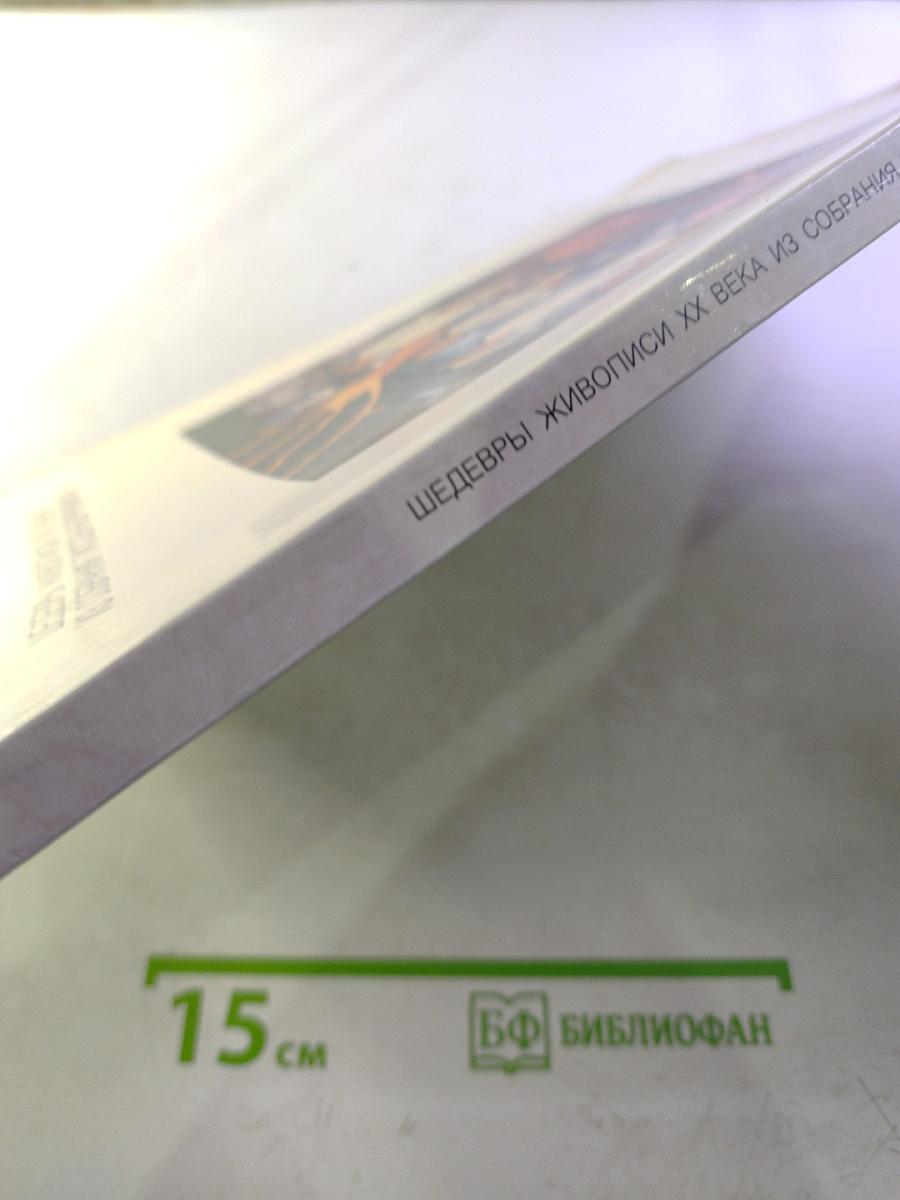 ШЕДЕВРЫ ЖИВОПИСИ XX ВЕКА ИЗ СОБРАНИЯ
15 см
БФ БИБЛИОФАН